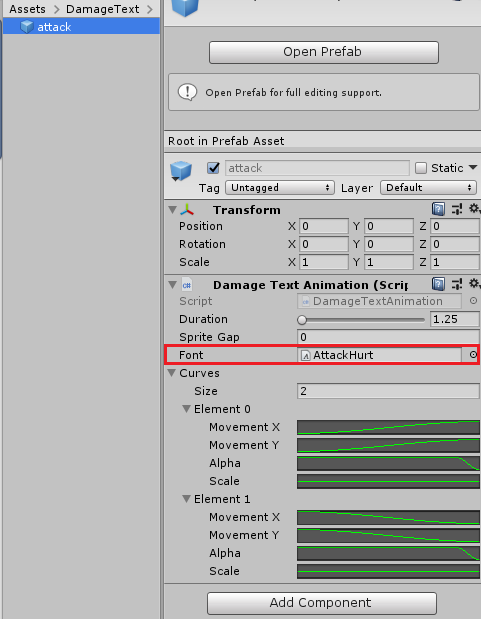 Assets > DamageText >
attack
Open Prefab
Open Prefab for full editing support.
Root in Prefab Asset
attack Static
Tag Untagged Layer Default
Transform
Position X 0 Y 0 Z 0
Rotation X 0 Y 0 Z 0
Scale X 1 Y 1 Z 1
Damage Text Animation (Scrip
Script DamageTextAnimation
Duration 1.25
Sprite Gap 0
Font AttackHurt
Curves
Size 2
Element 0
Movement X
Movement Y
Alpha
Scale
Element 1
Movement X
Movement Y
Alpha
Scale
Add Component